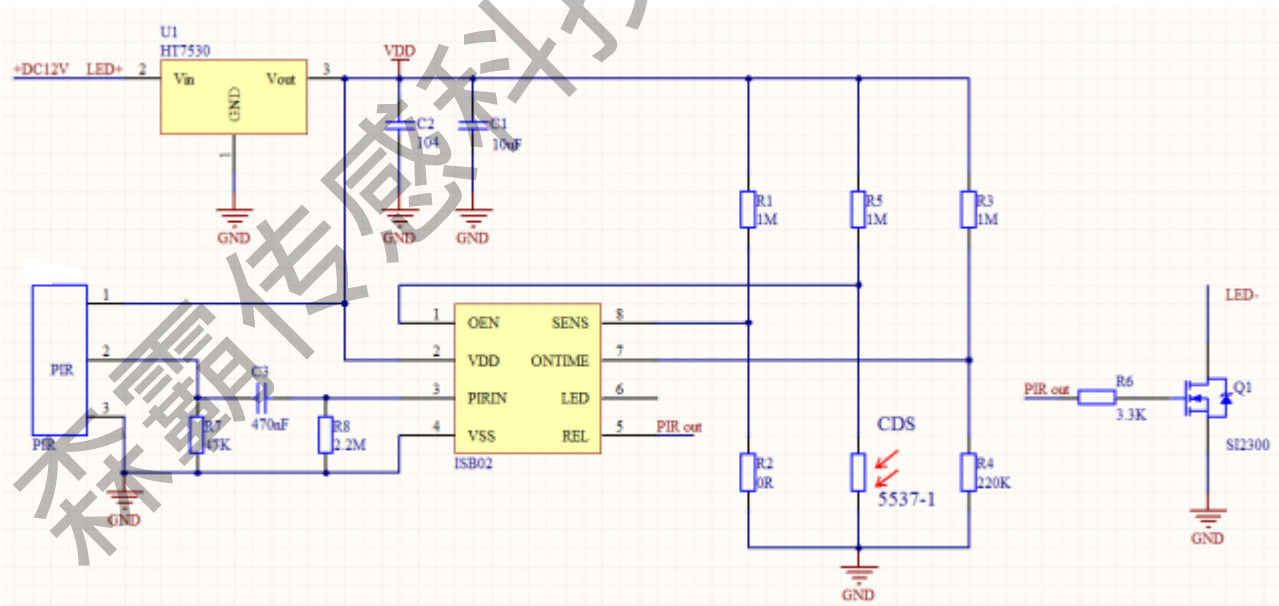 U1
HT7530
+DC12V
LED+
2
Vin
Vout
3
GND
1
GND
VDD
C2
104
GND
C1
10uF
GND
R1
1M
R5
1M
R3
1M
PIR
1
2
3
PIR
GND
R7
47K
C3
470nF
R8
2.2M
1
OEN
2
VDD
3
PIRIN
4
VSS
SENS
8
ONTIME
7
LED
6
REL
5
PIR out
ISB02
R2
0R
CDS
5537-1
R4
220K
GND
LED-
PIR out
R6
3.3K
Q1
SI2300
GND
森霸传感科技